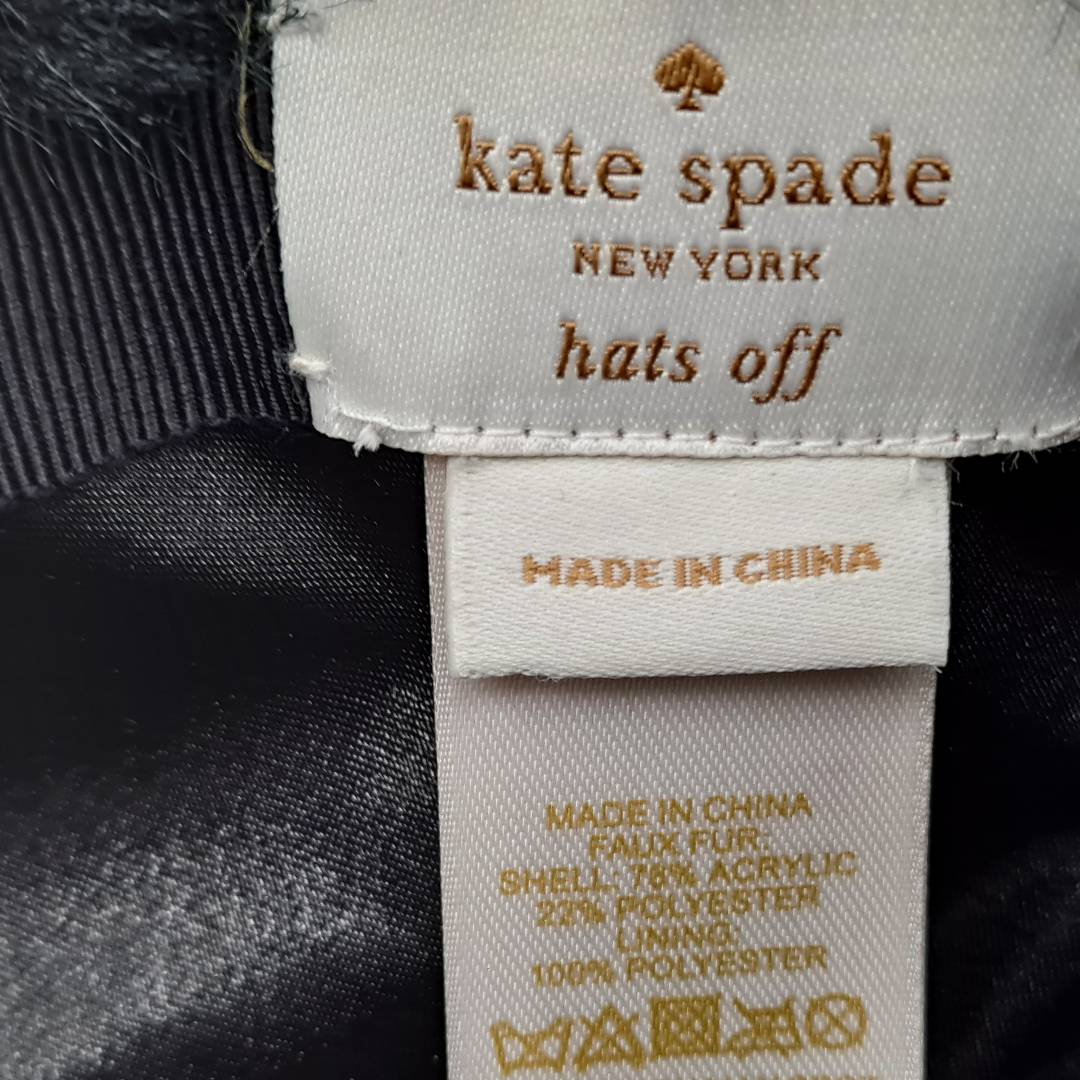 kate spade
NEW YORK
hats off
MADE IN CHINA
MADE IN CHINA
FAUX FUR:
SHELL: 78% ACRYLIC
22% POLYESTER
LINING:
100% POLYESTER